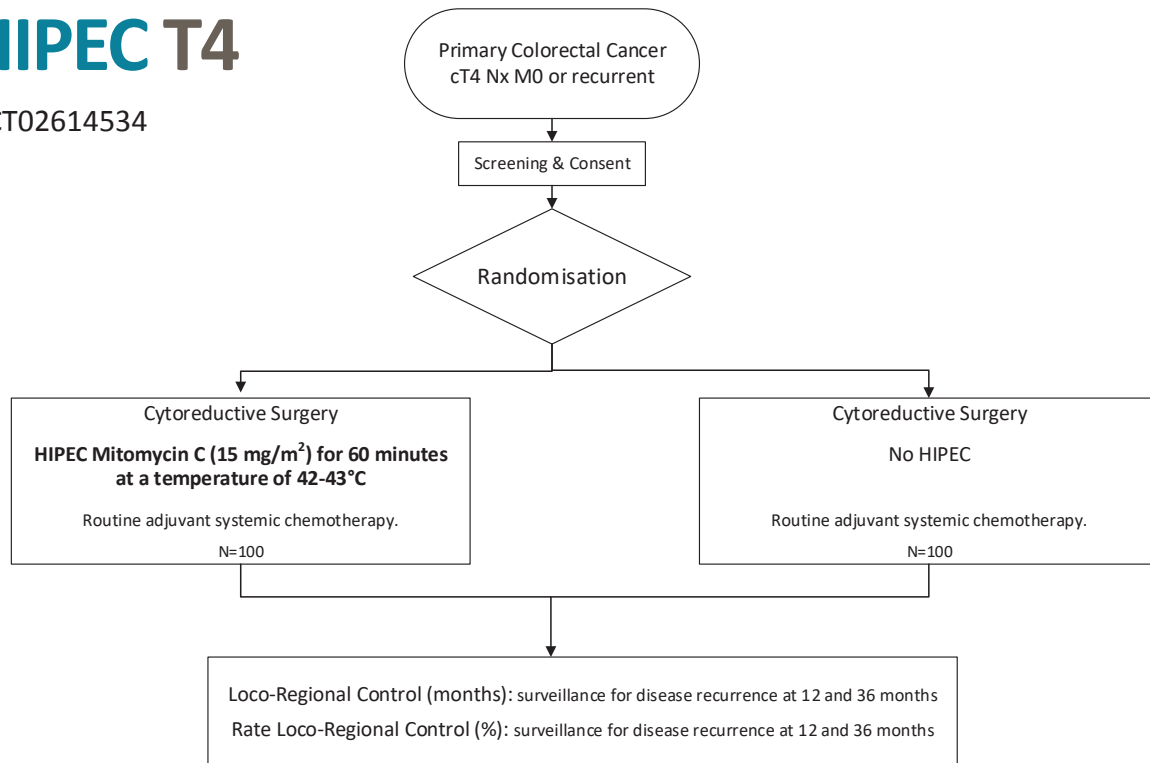 HIPEC T4
CT02614534
Primary Colorectal Cancer
cT4 Nx M0 or recurrent
Screening & Consent
Randomisation
Cytoreductive Surgery
HIPEC Mitomycin C (15 mg/m²) for 60 minutes
at a temperature of 42-43°C
Routine adjuvant systemic chemotherapy.
N=100
Cytoreductive Surgery
No HIPEC
Routine adjuvant systemic chemotherapy.
N=100
Loco-Regional Control (months): surveillance for disease recurrence at 12 and 36 months
Rate Loco-Regional Control (%): surveillance for disease recurrence at 12 and 36 months